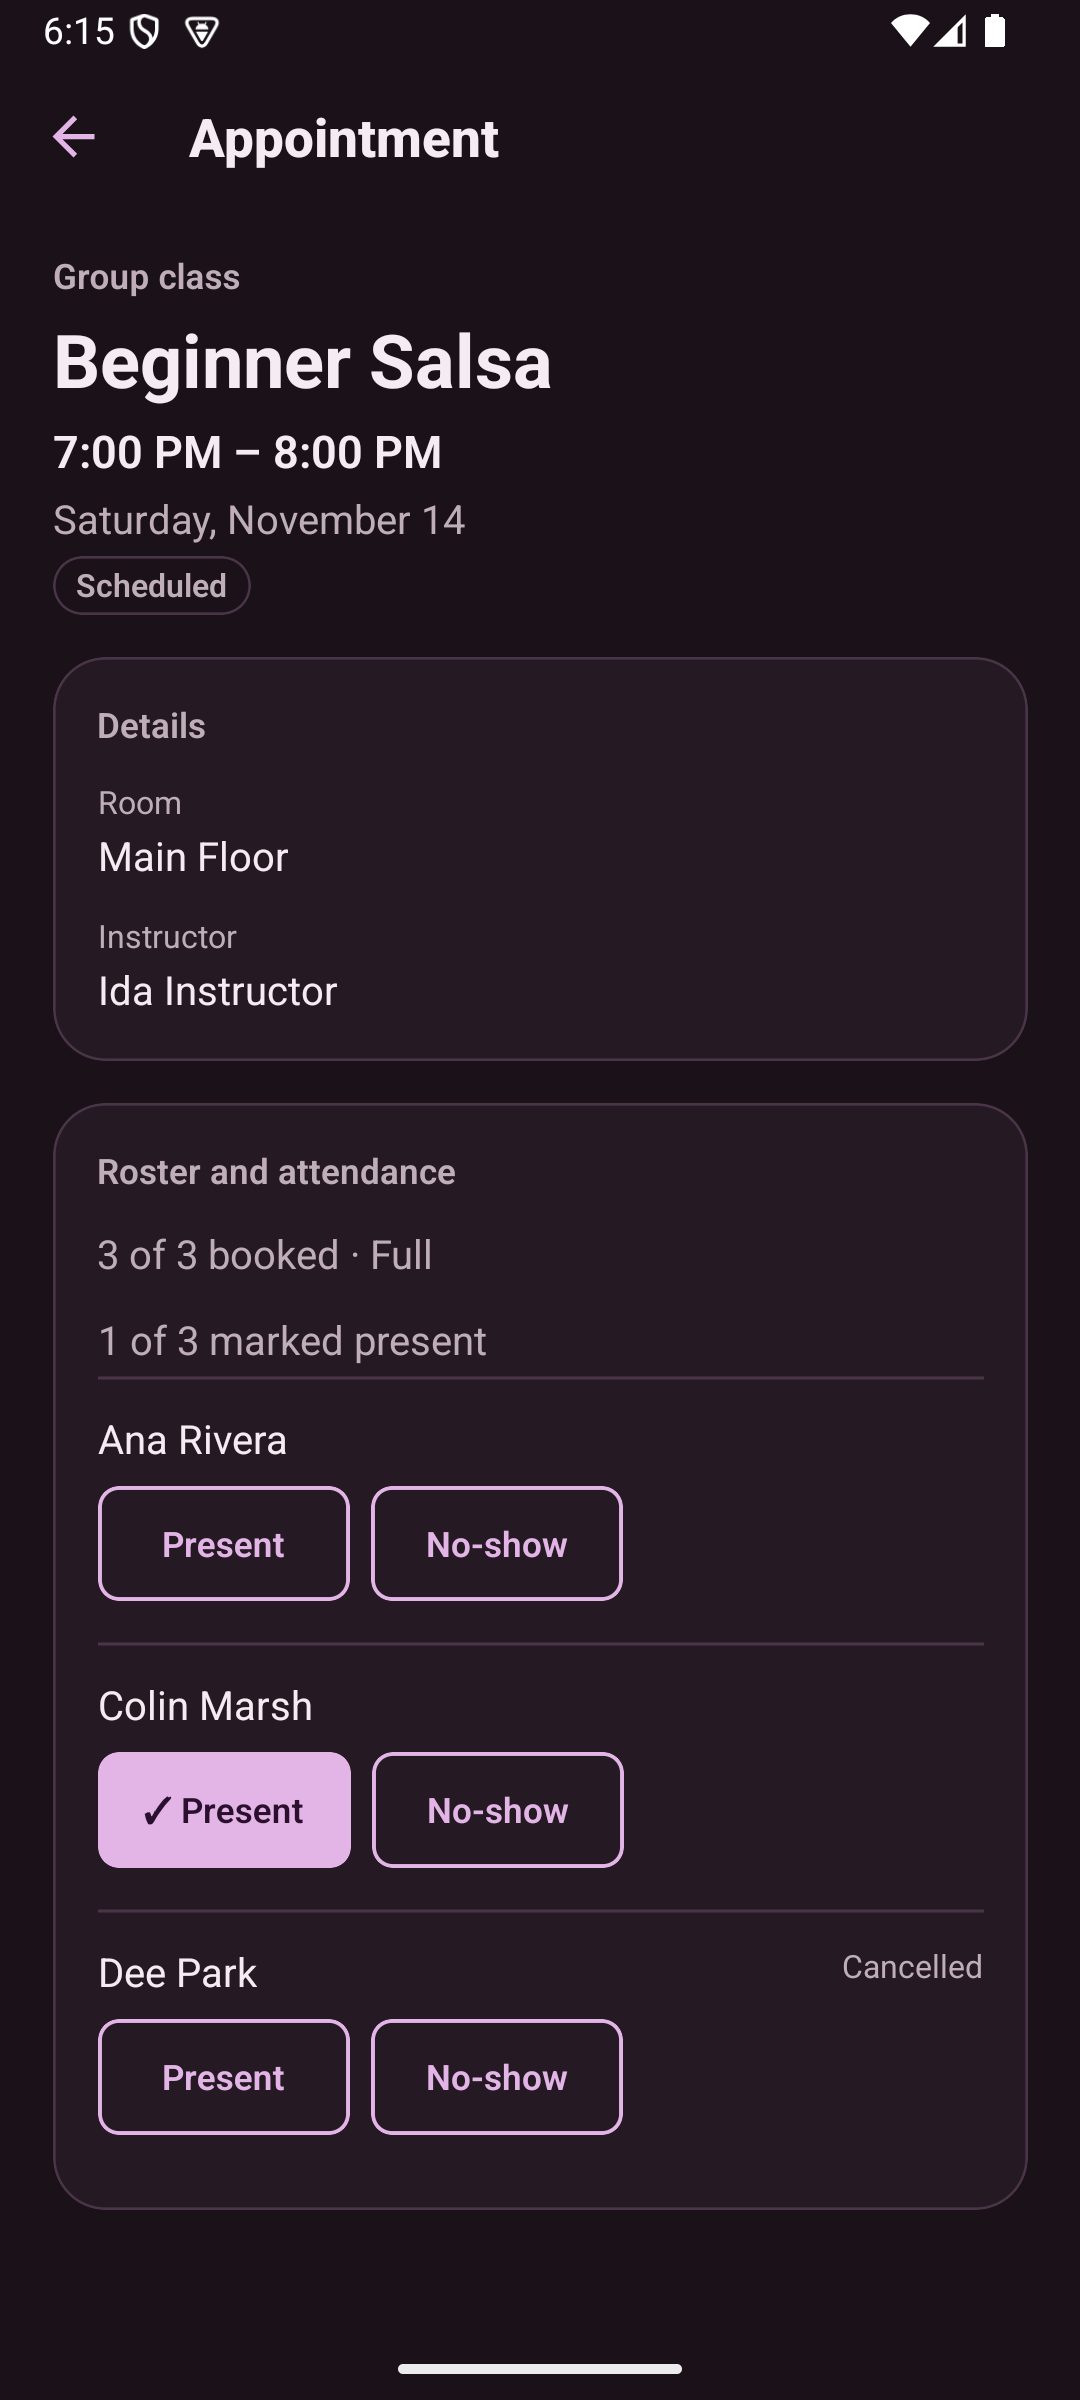 6:15
Appointment
Group class
Beginner Salsa
7:00 PM – 8:00 PM
Saturday, November 14
Scheduled
Details
Room
Main Floor
Instructor
Ida Instructor
Roster and attendance
3 of 3 booked · Full
1 of 3 marked present
Ana Rivera
Present No-show
Colin Marsh
✓ Present No-show
Dee Park Cancelled
Present No-show